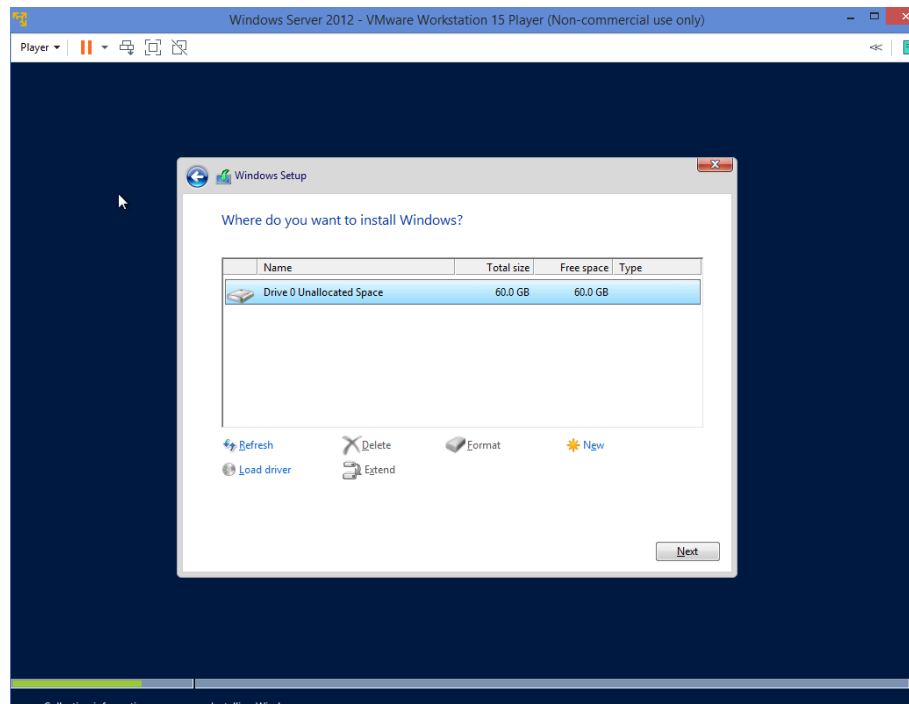 Windows Server 2012 - VMware Workstation 15 Player (Non-commercial use only)
Player
Windows Setup
Where do you want to install Windows?
Name Total size Free space Type
Drive 0 Unallocated Space 60.0 GB 60.0 GB
Refresh Delete Format New
Load driver Extend
Next